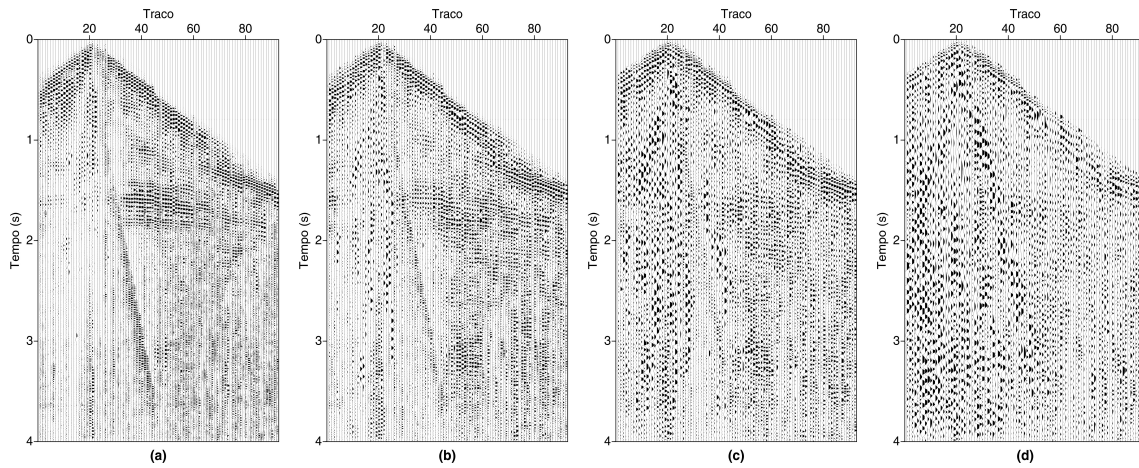 Traco Traco Traco Traco
20 40 60 80 20 40 60 80 20 40 60 80 20 40 60 80
0 0 0 0
1 1 1 1
2 2 2 2
3 3 3 3
4 4 4 4
Tempo (s) Tempo (s) Tempo (s) Tempo (s)
(a) (b) (c) (d)